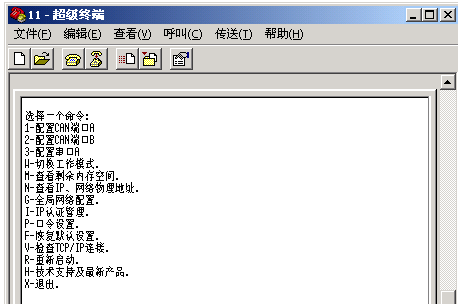 11 - 超级终端
文件(F) 编辑(E) 查看(V) 呼叫(C) 传送(T) 帮助(H)
选择一个命令:
1-配置CAN端口A
2-配置CAN端口B
3-配置串口A
W-切换工作模式.
M-查看剩余内存空间.
N-查看IP、网络物理地址.
G-全局网络配置.
I-IP认证管理.
P-口令设置.
F-恢复默认设置.
V-检查TCP/IP连接.
R-重新启动.
H-技术支持及最新产品.
X-退出.